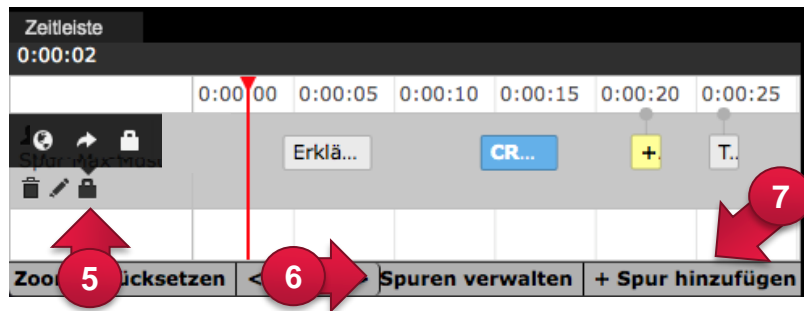 Zeitleiste
0:00:02
0:00:00 0:00:05 0:00:10 0:00:15 0:00:20 0:00:25
Erklä... CR... + T..
7
5 6
Spuren verwalten + Spur hinzufügen